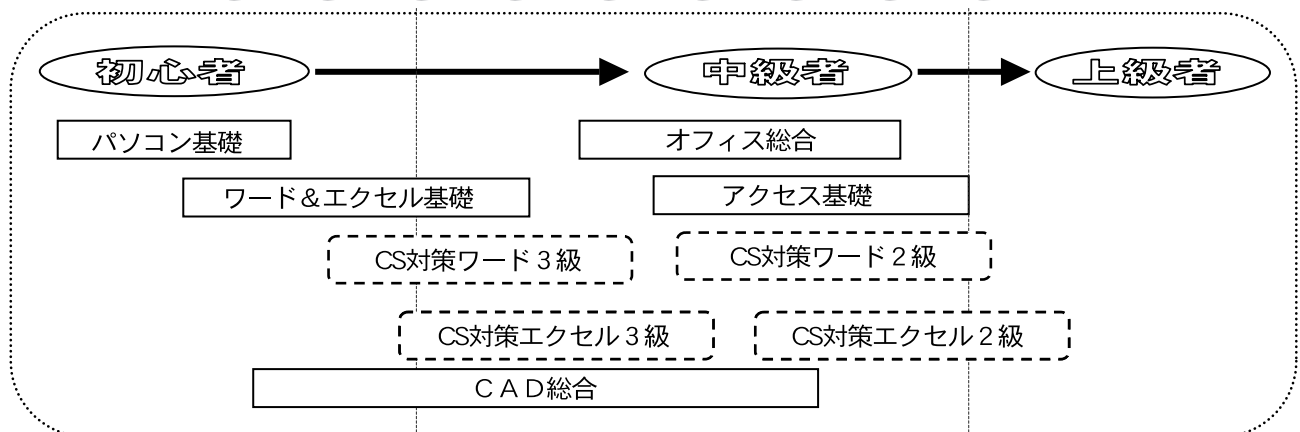 初心者 中級者 上級者
パソコン基礎 オフィス総合
ワード＆エクセル基礎 アクセス基礎
CS対策ワード３級 CS対策ワード２級
CS対策エクセル３級 CS対策エクセル２級
ＣＡＤ総合